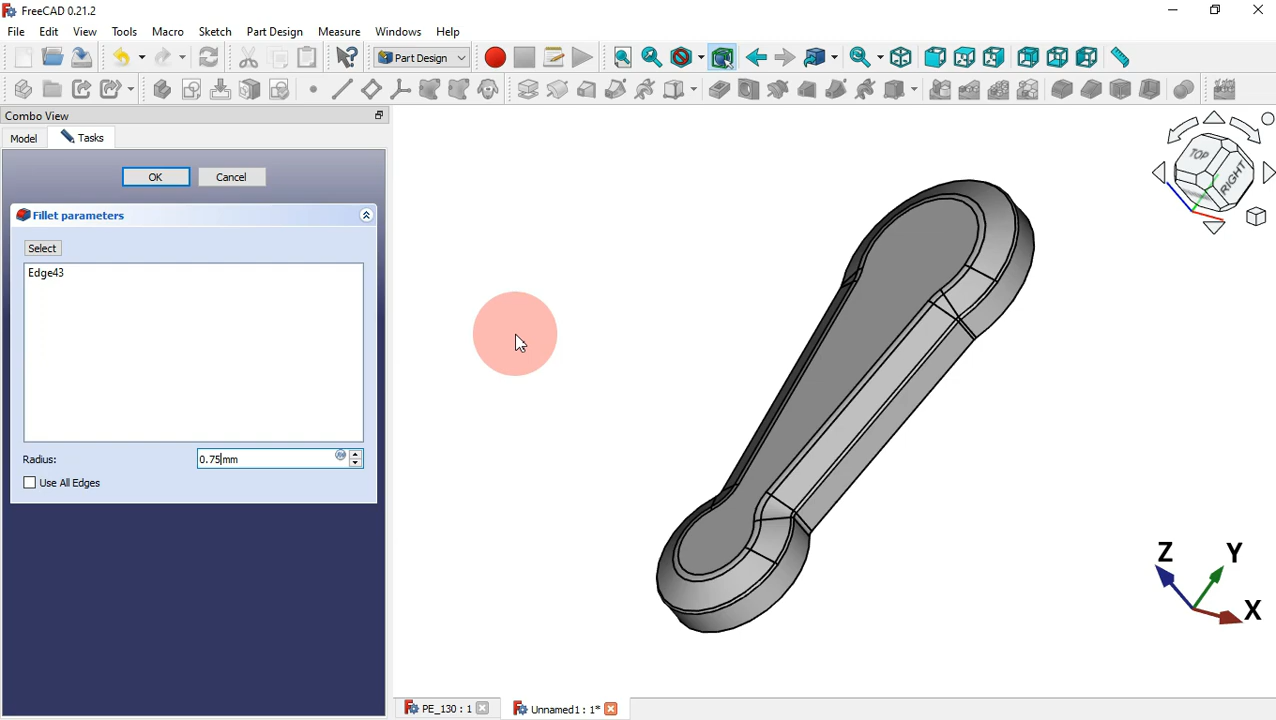 FreeCAD 0.21.2
File Edit View Tools Macro Sketch Part Design Measure Windows Help
Part Design
Combo View
Model Tasks
OK Cancel
Fillet parameters
Select
Edge43
Radius: 0.75mm
Use All Edges
TOP
RIGHT
Z Y
X
PE_130 : 1 Unnamed1 : 1*